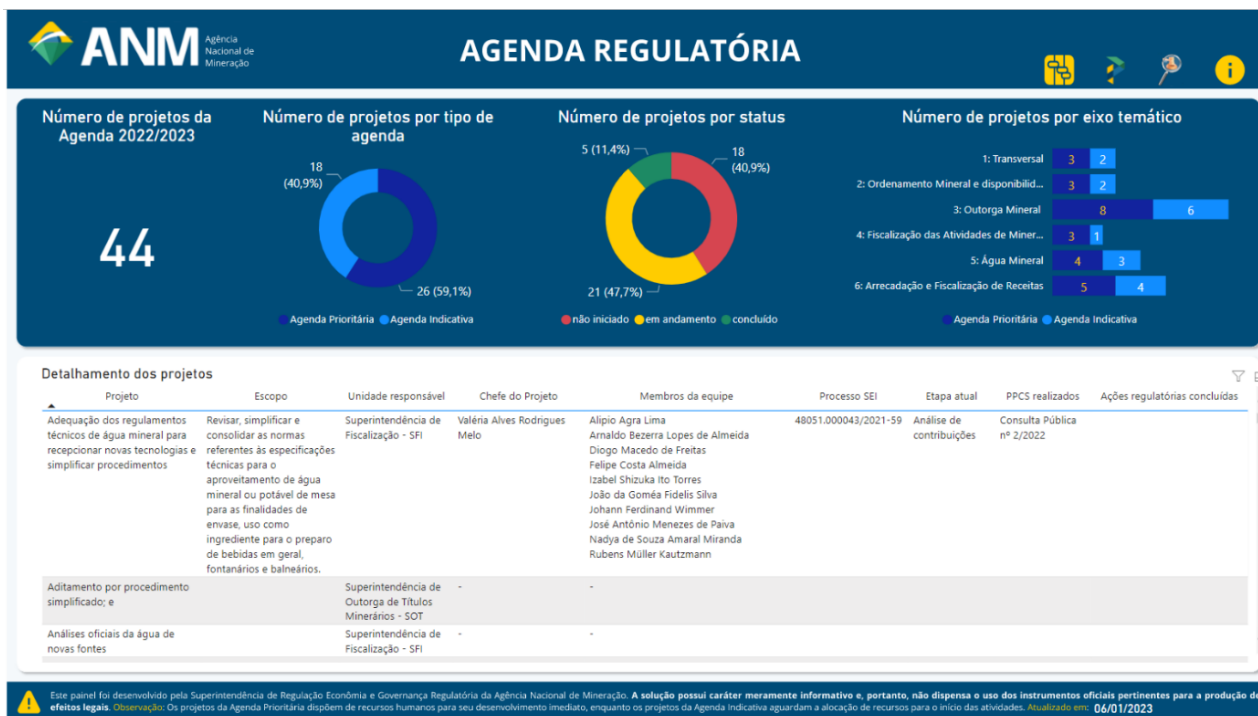 ANM
Agência
Nacional de
Mineração
AGENDA REGULATÓRIA
i
Número de projetos da
Agenda 2022/2023
44
Número de projetos por tipo de
agenda
18
(40,9%)
26 (59,1%)
Agenda Prioritária Agenda Indicativa
Número de projetos por status
5 (11,4%)
18
(40,9%)
21 (47,7%)
não iniciado em andamento concluído
Número de projetos por eixo temático
1: Transversal 3 2
2: Ordenamento Mineral e disponibilid... 3 2
3: Outorga Mineral 8 6
4: Fiscalização das Atividades de Miner... 3 1
5: Água Mineral 4 3
6: Arrecadação e Fiscalização de Receitas 5 4
Agenda Prioritária Agenda Indicativa
Detalhamento dos projetos
Projeto Escopo Unidade responsável Chefe do Projeto Membros da equipe Processo SEI Etapa atual PPCS realizados Ações regulatórias concluídas
Adequação dos regulamentos
técnicos de água mineral para
recepcionar novas tecnologias e
simplificar procedimentos
Revisar, simplificar e
consolidar as normas
referentes às especificações
técnicas para o
aproveitamento de água
mineral ou potável de mesa
para as finalidades de
envase, uso como
ingrediente para o preparo
de bebidas em geral,
fontanários e balneários.
Superintendência de
Fiscalização - SFI
Valéria Alves Rodrigues
Melo
Alipio Agra Lima
Arnaldo Bezerra Lopes de Almeida
Diogo Macedo de Freitas
Felipe Costa Almeida
Izabel Shizuka Ito Torres
João da Goméa Fidelis Silva
Johann Ferdinand Wimmer
José Antônio Menezes de Paiva
Nadya de Souza Amaral Miranda
Rubens Müller Kautzmann
48051.000043/2021-59
Análise de
contribuições
Consulta Pública
nº 2/2022
Aditamento por procedimento
simplificado; e
Superintendência de
Outorga de Títulos
Minerários - SOT
-
-
Análises oficiais da água de
novas fontes
Superintendência de
Fiscalização - SFI
-
-
Este painel foi desenvolvido pela Superintendência de Regulação Econômia e Governança Regulatória da Agência Nacional de Mineração. A solução possui caráter meramente informativo e, portanto, não dispensa o uso dos instrumentos oficiais pertinentes para a produção de
efeitos legais. Observação: Os projetos da Agenda Prioritária dispõem de recursos humanos para seu desenvolvimento imediato, enquanto os projetos da Agenda Indicativa aguardam a alocação de recursos para o início das atividades. Atualizado em: 06/01/2023